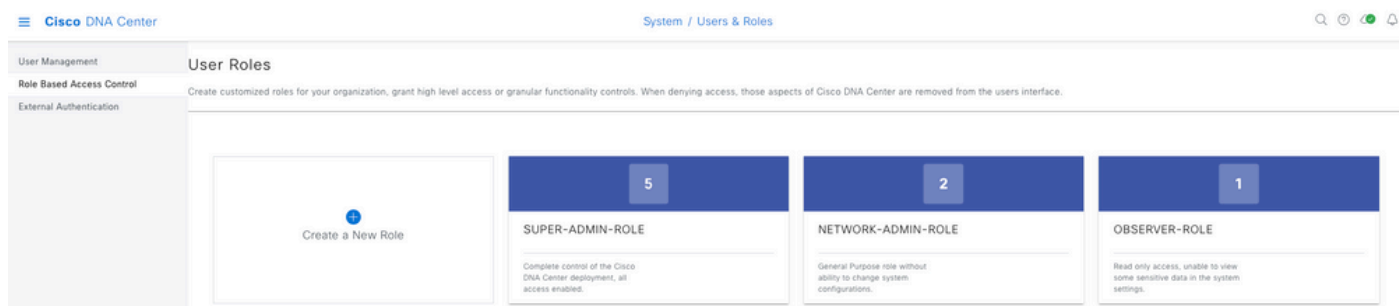 Cisco DNA Center
System / Users & Roles
User Management
Role Based Access Control
External Authentication
User Roles
Create customized roles for your organization, grant high level access or granular functionality controls. When denying access, those aspects of Cisco DNA Center are removed from the users interface.
Create a New Role
5
SUPER-ADMIN-ROLE
Complete control of the Cisco
DNA Center deployment, all
access enabled.
2
NETWORK-ADMIN-ROLE
General Purpose role without
ability to change system
configurations.
1
OBSERVER-ROLE
Read only access, unable to view
some sensitive data in the system
settings.